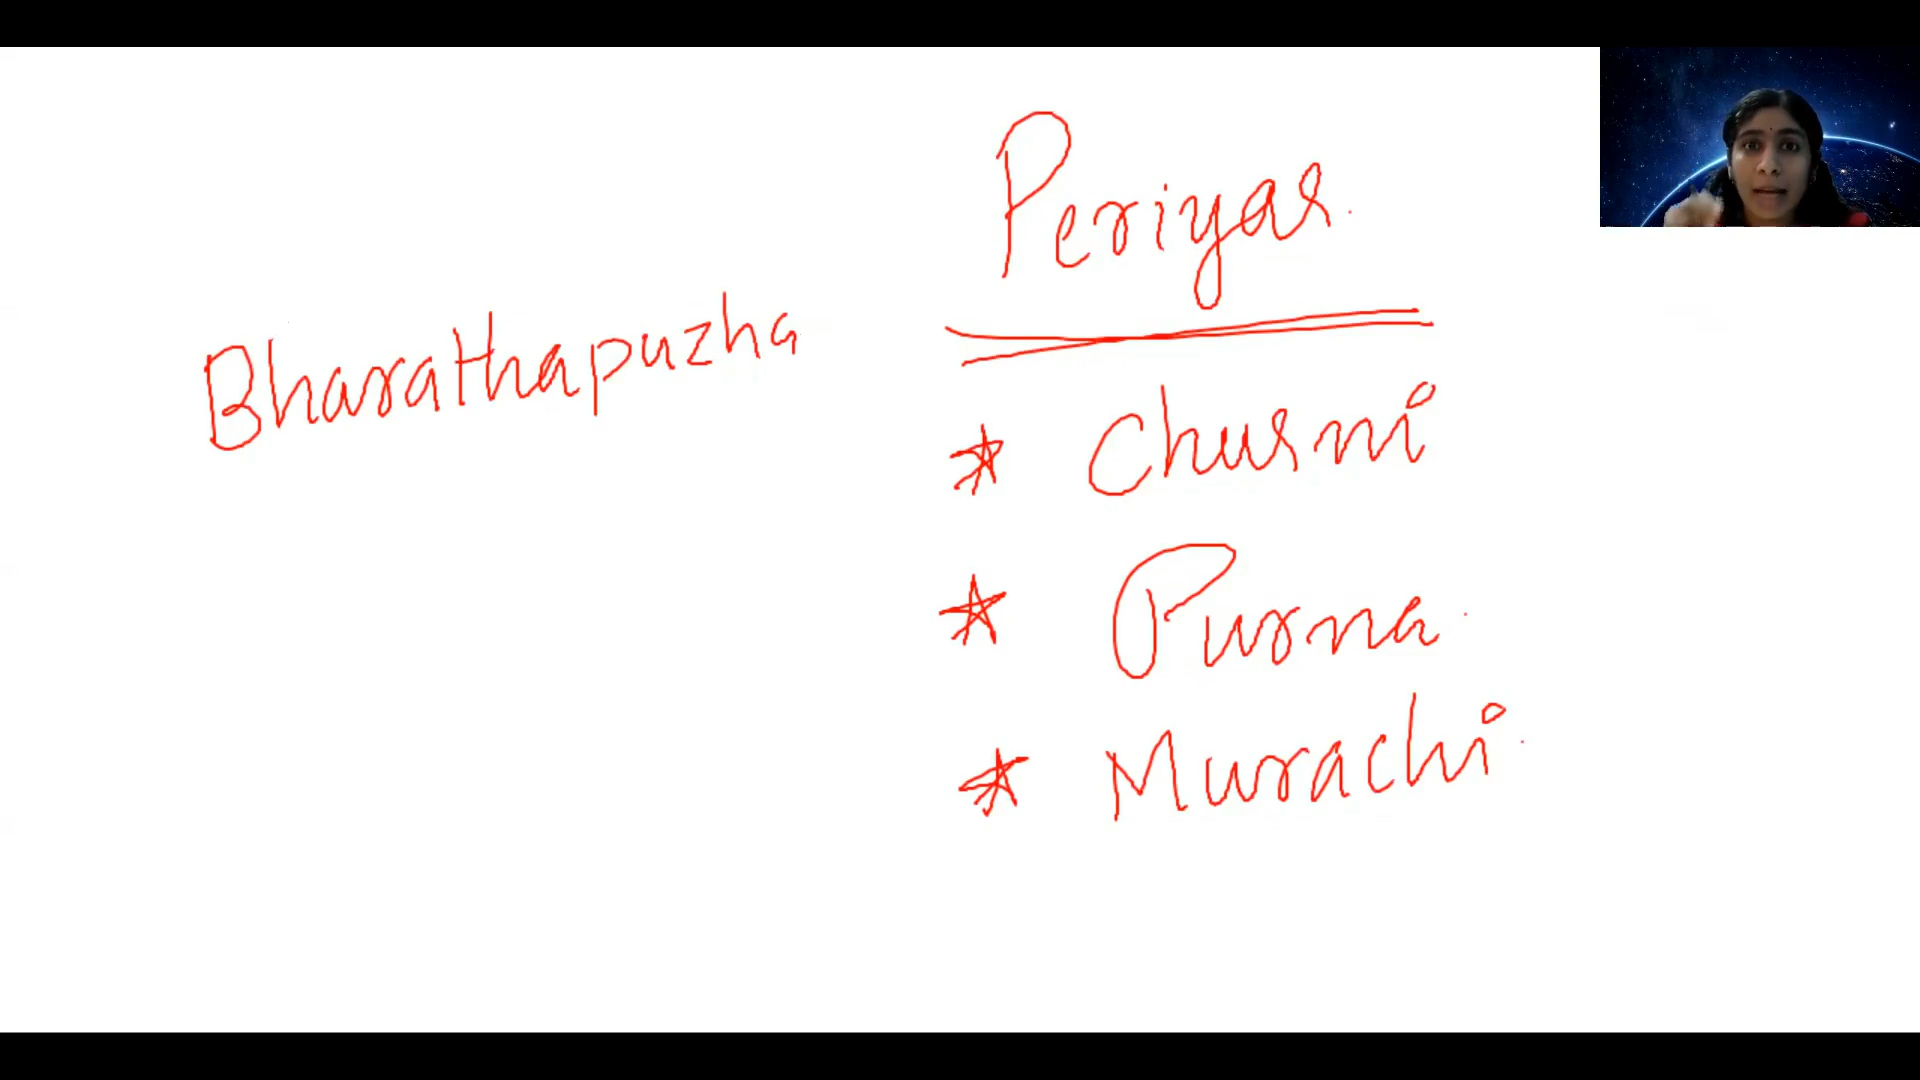 Periyar.
Bharathapuzha
* Churni
* Purna
* Murachi